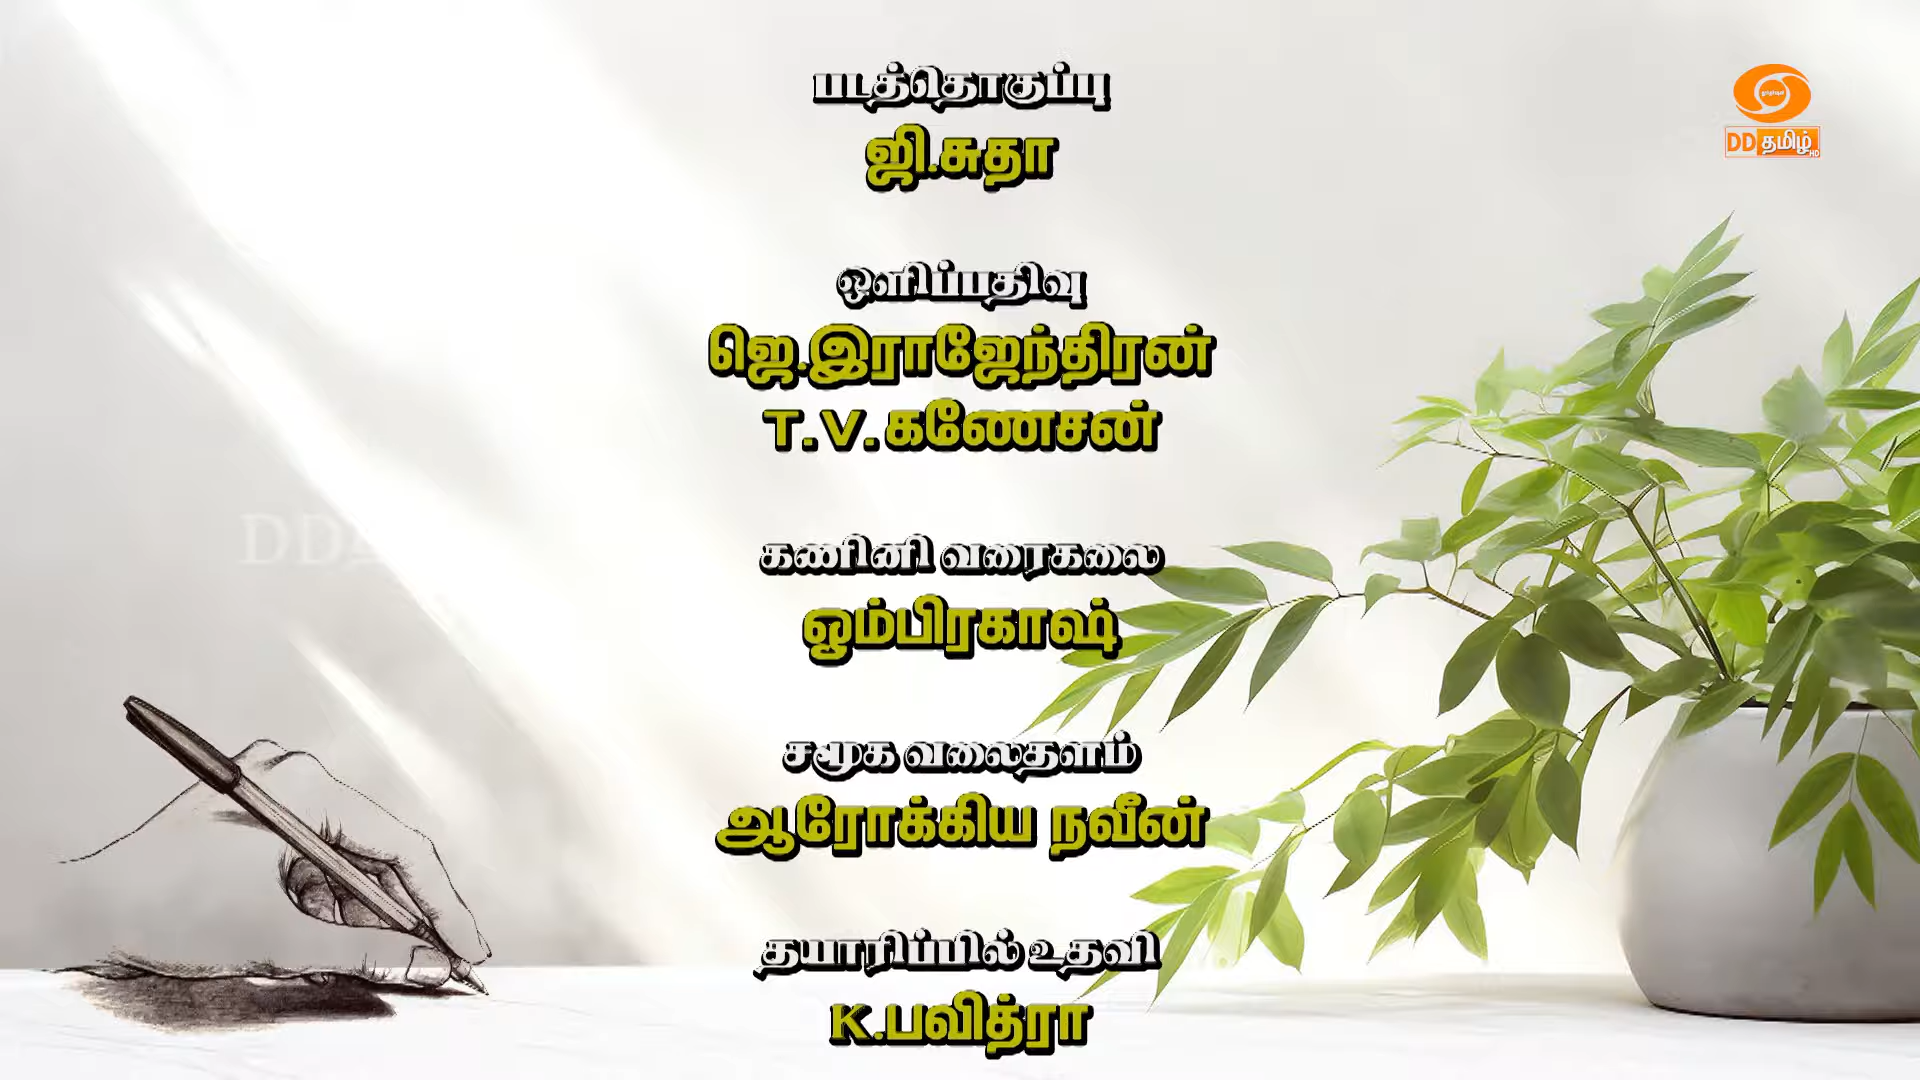 படத்தொகுப்பு
ஜி.சுதா
DD தமிழ் HD
ஒளிப்பதிவு
ஜெ.இராஜேந்திரன்
T.V.கணேசன்
கணினி வரைகலை
ஓம்பிரகாஷ்
சமூக வலைதளம்
ஆரோக்கிய நவீன்
தயாரிப்பில் உதவி
K.பவித்ரா